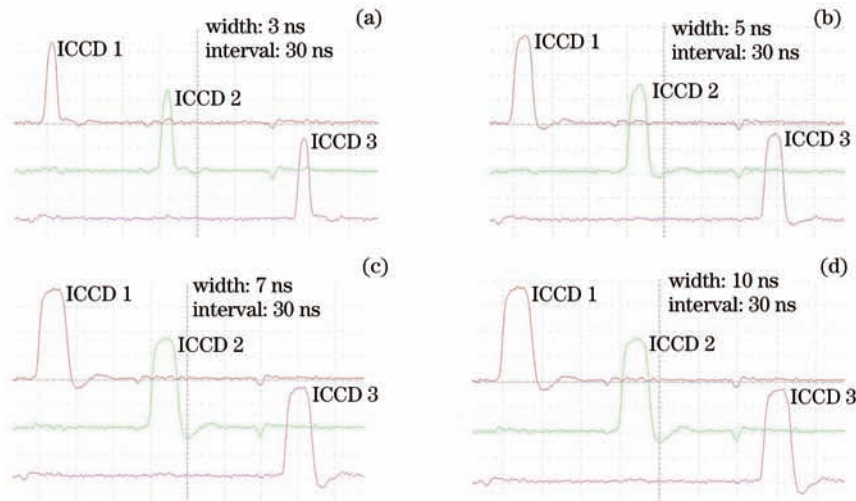 (a)
width: 3 ns
interval: 30 ns
ICCD 1
ICCD 2
ICCD 3
(b)
width: 5 ns
interval: 30 ns
ICCD 1
ICCD 2
ICCD 3
(c)
width: 7 ns
interval: 30 ns
ICCD 1
ICCD 2
ICCD 3
(d)
width: 10 ns
interval: 30 ns
ICCD 1
ICCD 2
ICCD 3